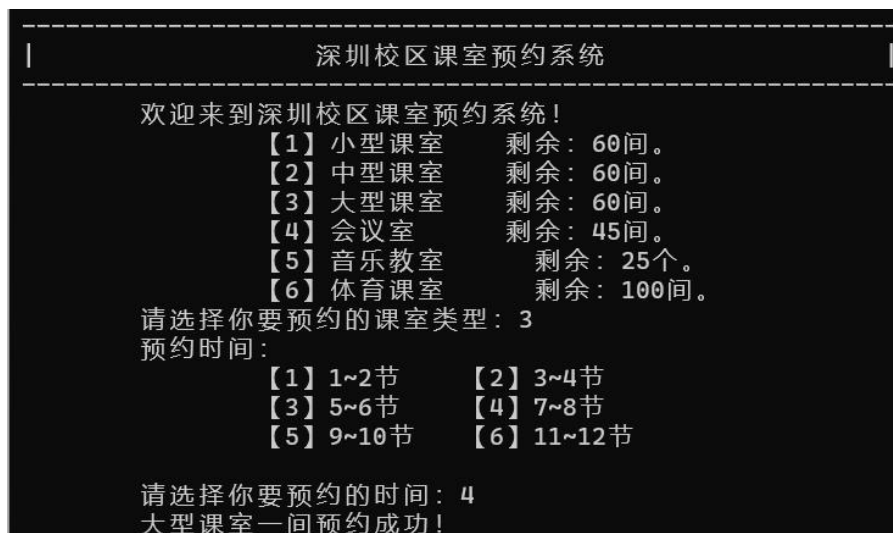 深圳校区课室预约系统
欢迎来到深圳校区课室预约系统!
【1】小型课室 剩余: 60间。
【2】中型课室 剩余: 60间。
【3】大型课室 剩余: 60间。
【4】会议室 剩余: 45间。
【5】音乐教室 剩余: 25个。
【6】体育课室 剩余: 100间。
请选择你要预约的课室类型: 3
预约时间:
【1】1~2节 【2】3~4节
【3】5~6节 【4】7~8节
【5】9~10节 【6】11~12节
请选择你要预约的时间: 4
大型课室一间预约成功!